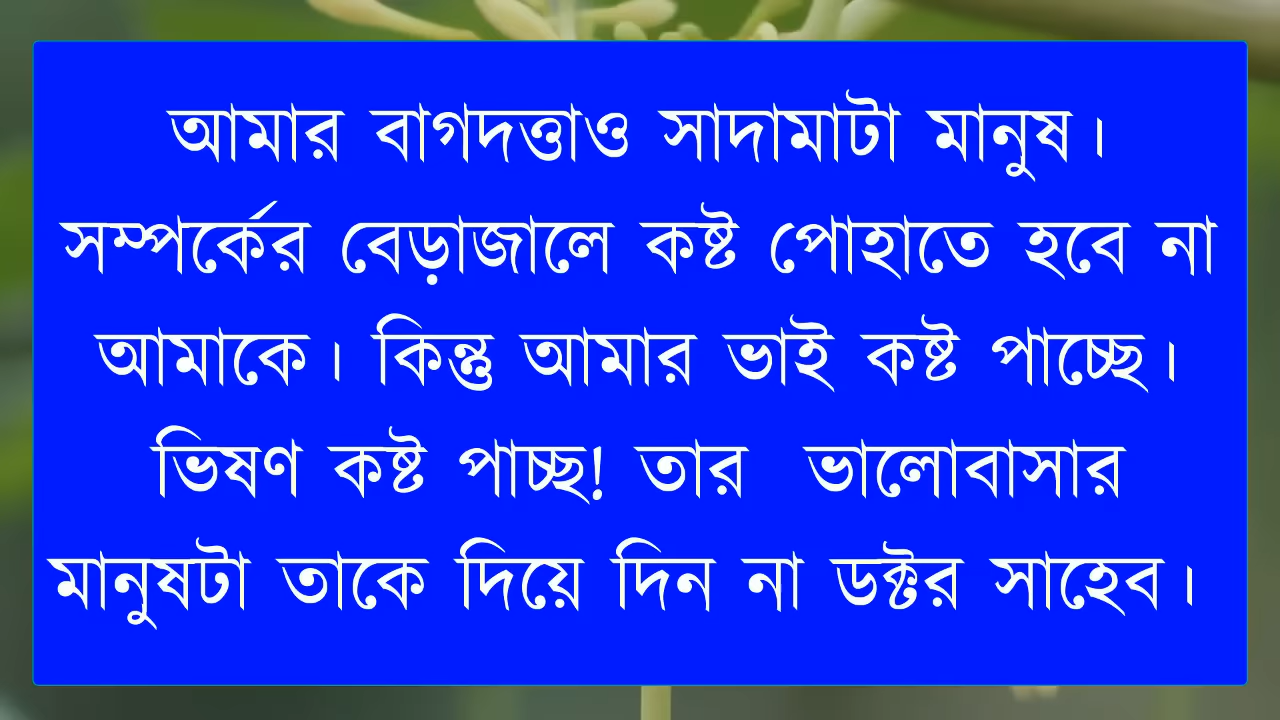 আমার বাগদত্তাও সাদামাটা মানুষ।
সম্পর্কের বেড়াজালে কষ্ট পোহাতে হবে না
আমাকে। কিন্তু আমার ভাই কষ্ট পাচ্ছে।
ভিষণ কষ্ট পাচ্ছ! তার ভালোবাসার
মানুষটা তাকে দিয়ে দিন না ডক্টর সাহেব।